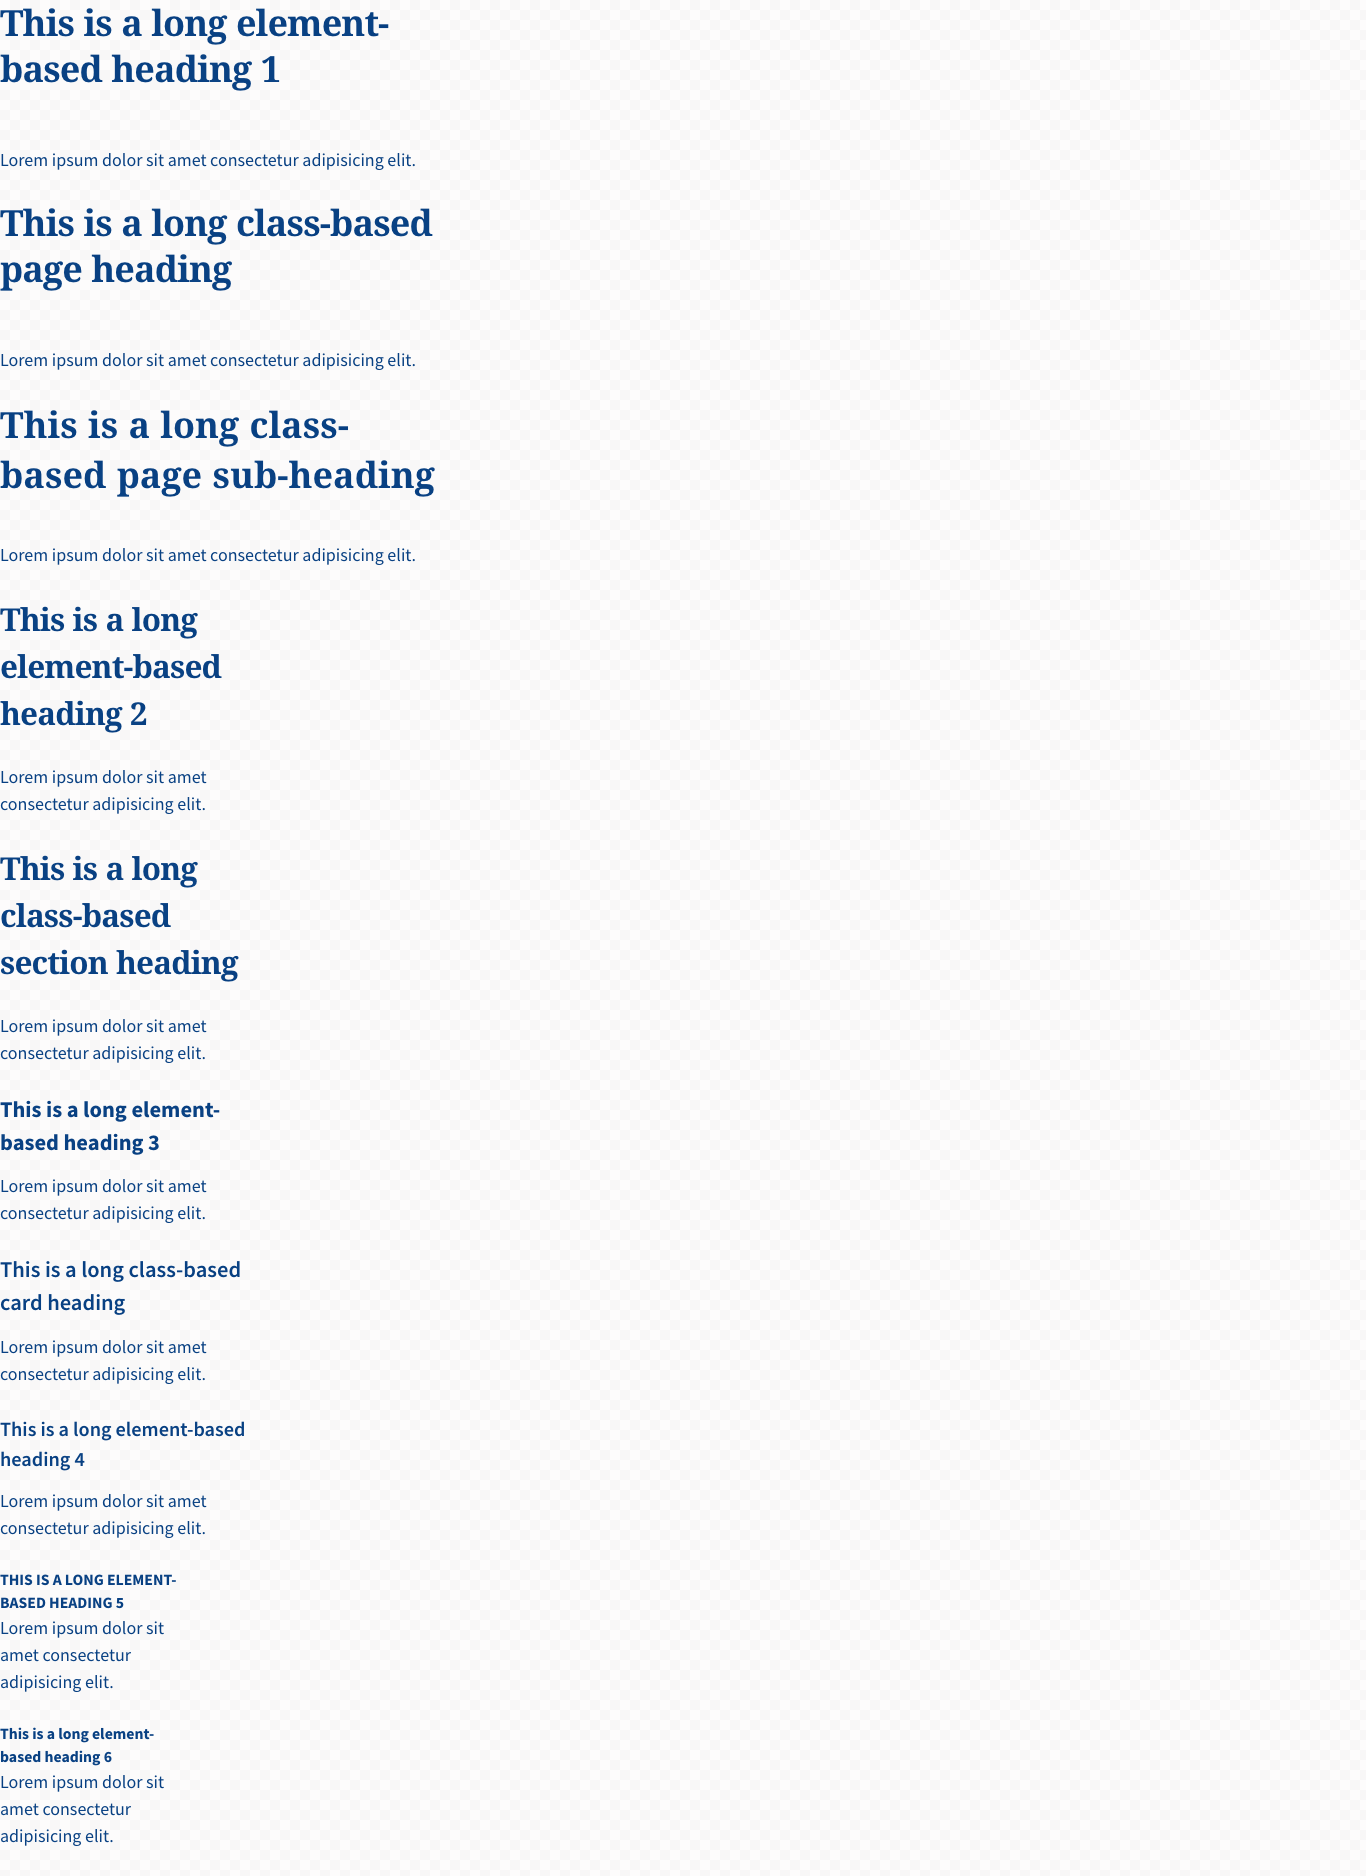 This is a long element-
based heading 1
Lorem ipsum dolor sit amet consectetur adipisicing elit.
This is a long class-based
page heading
Lorem ipsum dolor sit amet consectetur adipisicing elit.
This is a long class-
based page sub-heading
Lorem ipsum dolor sit amet consectetur adipisicing elit.
This is a long
element-based
heading 2
Lorem ipsum dolor sit amet
consectetur adipisicing elit.
This is a long
class-based
section heading
Lorem ipsum dolor sit amet
consectetur adipisicing elit.
This is a long element-
based heading 3
Lorem ipsum dolor sit amet
consectetur adipisicing elit.
This is a long class-based
card heading
Lorem ipsum dolor sit amet
consectetur adipisicing elit.
This is a long element-based
heading 4
Lorem ipsum dolor sit amet
consectetur adipisicing elit.
THIS IS A LONG ELEMENT-
BASED HEADING 5
Lorem ipsum dolor sit
amet consectetur
adipisicing elit.
This is a long element-
based heading 6
Lorem ipsum dolor sit
amet consectetur
adipisicing elit.